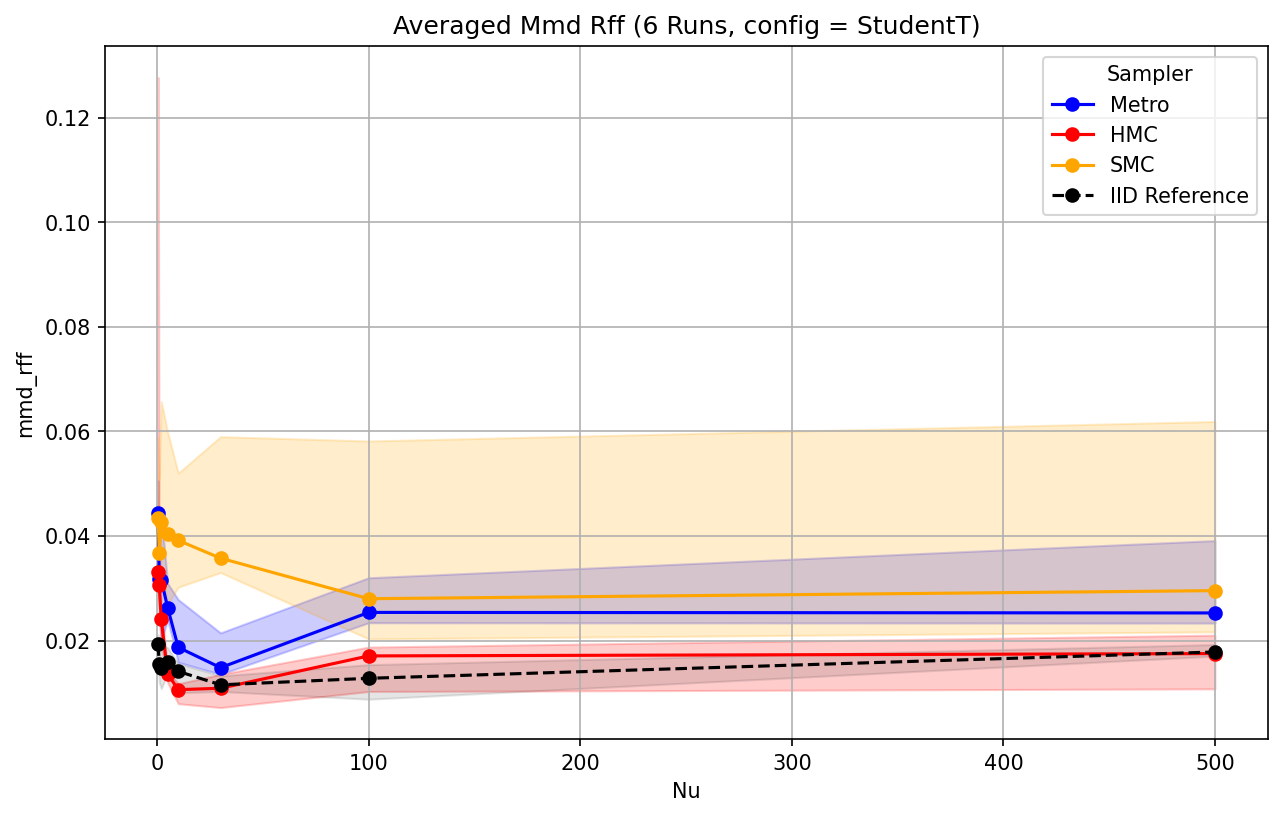 Averaged Mmd Rff (6 Runs, config = StudentT)
Sampler
Metro
HMC
SMC
IID Reference
mmd_rff
0.12
0.10
0.08
0.06
0.04
0.02
0 100 200 300 400 500
Nu